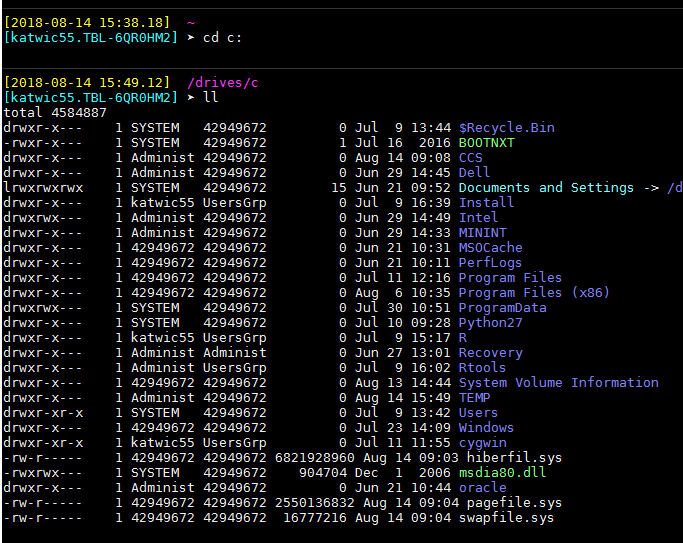 [2018-08-14 15:38.18]  ~
[katwic55.TBL-6QR0HM2] ➤ cd c:
[2018-08-14 15:49.12]  /drives/c
[katwic55.TBL-6QR0HM2] ➤ ll
total 4584887
drwxr-x---    1 SYSTEM   42949672         0 Jul  9 13:44 $Recycle.Bin
-rwxr-x---    1 SYSTEM   42949672         1 Jul 16  2016 BOOTNXT
drwxr-x---    1 Administ 42949672         0 Aug 14 09:08 CCS
drwxr-x---    1 Administ 42949672         0 Jun 29 14:45 Dell
lrwxrwxrwx    1 SYSTEM   42949672        15 Jun 21 09:52 Documents and Settings -> /d
drwxr-x---    1 katwic55 UsersGrp         0 Jul  9 16:39 Install
drwxrwx---    1 Administ 42949672         0 Jun 29 14:49 Intel
drwxr-x---    1 Administ 42949672         0 Jun 29 14:33 MININT
drwxr-x---    1 42949672 42949672         0 Jun 21 10:31 MSOCache
drwxr-x---    1 42949672 42949672         0 Jun 21 10:11 PerfLogs
drwxr-x---    1 42949672 42949672         0 Jul 11 12:16 Program Files
drwxr-x---    1 42949672 42949672         0 Aug  6 10:35 Program Files (x86)
drwxrwx---    1 SYSTEM   42949672         0 Jul 30 10:51 ProgramData
drwxr-x---    1 SYSTEM   42949672         0 Jul 10 09:28 Python27
drwxr-x---    1 katwic55 UsersGrp         0 Jul  9 15:17 R
drwxr-x---    1 Administ Administ         0 Jun 27 13:01 Recovery
drwxr-x---    1 Administ UsersGrp         0 Jul  9 16:02 Rtools
drwxr-x---    1 42949672 42949672         0 Aug 13 14:44 System Volume Information
drwxr-x---    1 Administ 42949672         0 Aug 14 15:49 TEMP
drwxr-xr-x    1 SYSTEM   42949672         0 Jul  9 13:42 Users
drwxr-x---    1 42949672 42949672         0 Jul 23 14:09 Windows
drwxr-xr-x    1 katwic55 UsersGrp         0 Jul 11 11:55 cygwin
-rw-r-----    1 42949672 42949672 6821928960 Aug 14 09:03 hiberfil.sys
-rwxrwx---    1 SYSTEM   42949672    904704 Dec  1  2006 msdia80.dll
drwxr-x---    1 Administ 42949672         0 Jun 21 10:44 oracle
-rw-r-----    1 42949672 42949672 2550136832 Aug 14 09:04 pagefile.sys
-rw-r-----    1 42949672 42949672  16777216 Aug 14 09:04 swapfile.sys